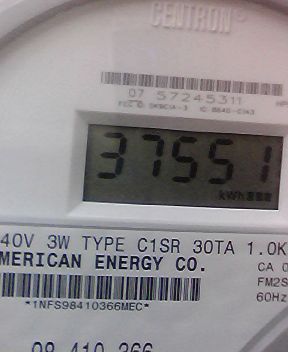 CENTRON®
07 57245311
37551
kWh
40V 3W TYPE C1SR 30TA 1.0K
MERICAN ENERGY CO.
CA 0
FM2S
*1NFS98410366MEC*
60Hz
09 410 366